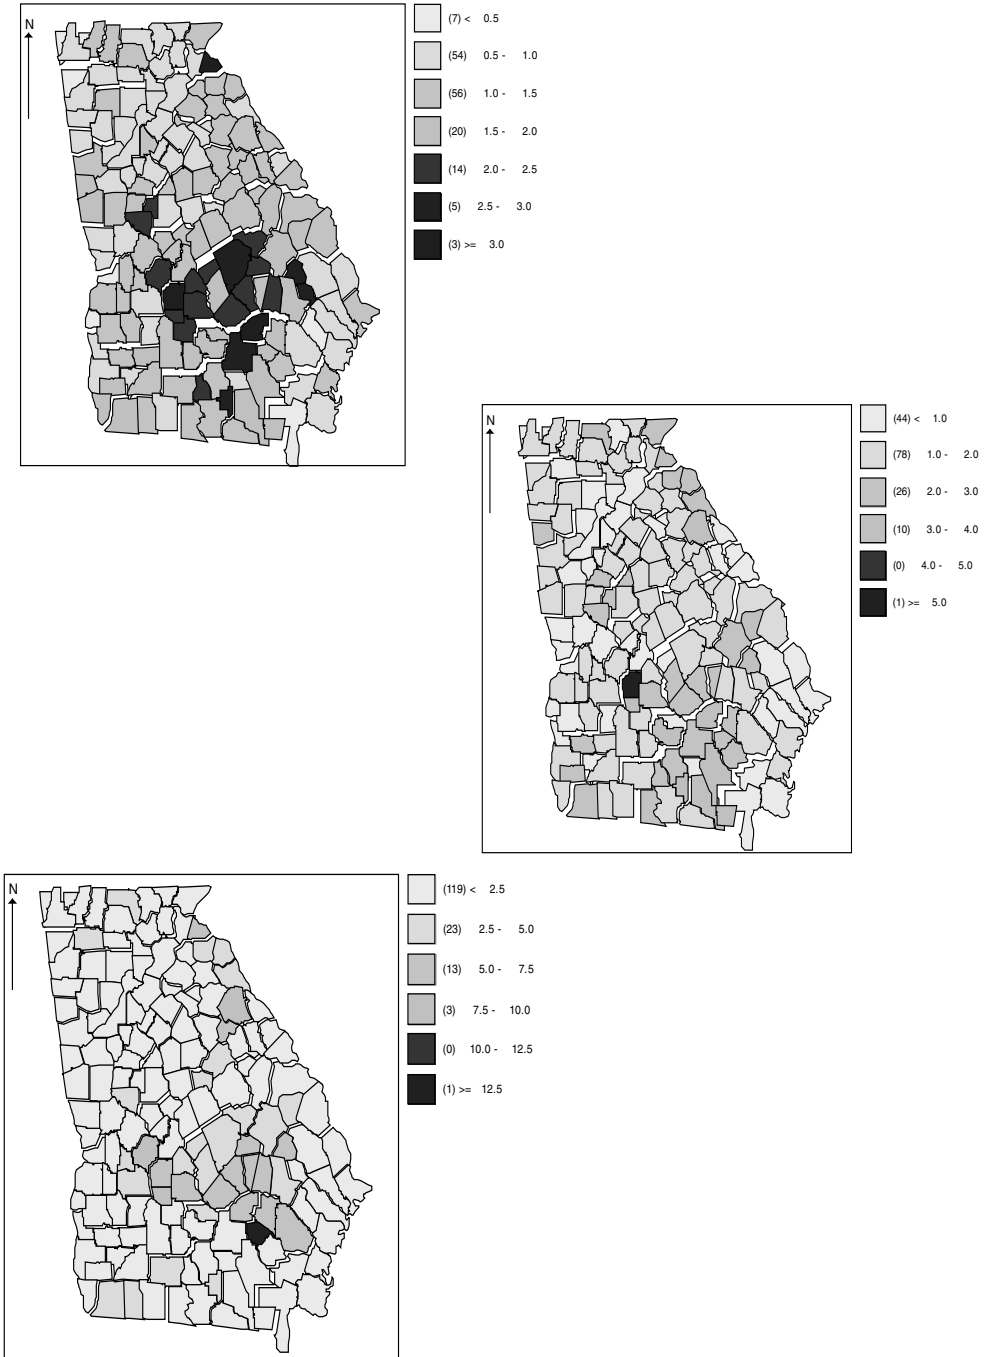 N
(7) < 0.5
(54) 0.5 - 1.0
(56) 1.0 - 1.5
(20) 1.5 - 2.0
(14) 2.0 - 2.5
(5) 2.5 - 3.0
(3) >= 3.0
N
(44) < 1.0
(78) 1.0 - 2.0
(26) 2.0 - 3.0
(10) 3.0 - 4.0
(0) 4.0 - 5.0
(1) >= 5.0
N
(119) < 2.5
(23) 2.5 - 5.0
(13) 5.0 - 7.5
(3) 7.5 - 10.0
(0) 10.0 - 12.5
(1) >= 12.5